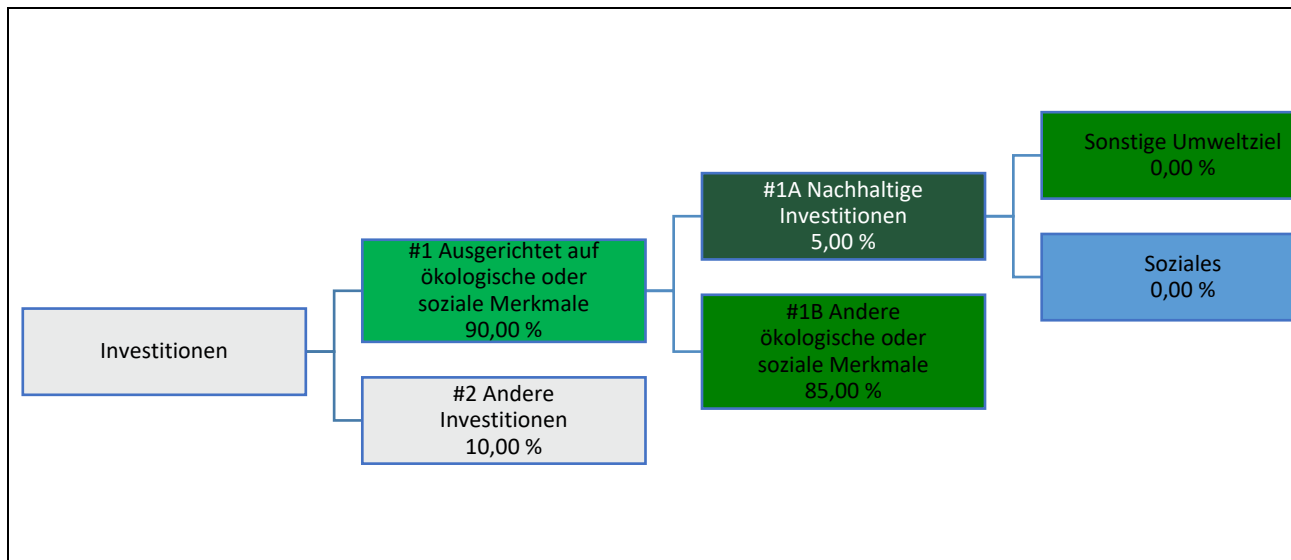 Investitionen
#1 Ausgerichtet auf
ökologische oder
soziale Merkmale
90,00 %
#2 Andere
Investitionen
10,00 %
#1A Nachhaltige
Investitionen
5,00 %
#1B Andere
ökologische oder
soziale Merkmale
85,00 %
Sonstige Umweltziel
0,00 %
Soziales
0,00 %